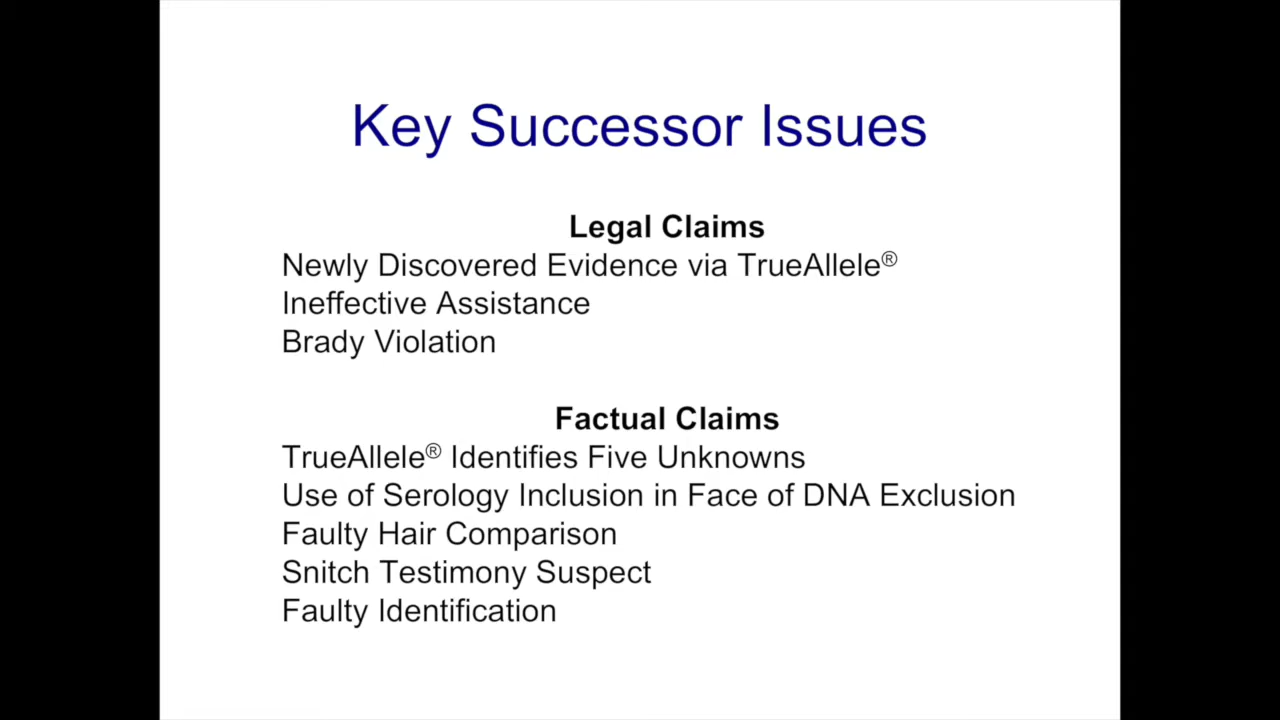 Key Successor Issues
Legal Claims
Newly Discovered Evidence via TrueAllele®
Ineffective Assistance
Brady Violation
Factual Claims
TrueAllele® Identifies Five Unknowns
Use of Serology Inclusion in Face of DNA Exclusion
Faulty Hair Comparison
Snitch Testimony Suspect
Faulty Identification